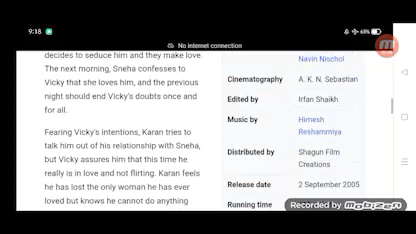 9:18
63%
No internet connection
decides to seduce him and they make love.
The next morning, Sneha confesses to
Vicky that she loves him, and the previous
night should end Vicky's doubts once and
for all.
Fearing Vicky's intentions, Karan tries to
talk him out of his relationship with Sneha,
but Vicky assures him that this time he
really is in love and not flirting. Karan feels
he has lost the only woman he has ever
loved but knows he cannot do anything
Navin Nischol
Cinematography A. K. N. Sebastian
Edited by Irfan Shaikh
Music by Himesh
Reshammiya
Distributed by Shagun Film
Creations
Release date 2 September 2005
Running time
Recorded by Mobizen